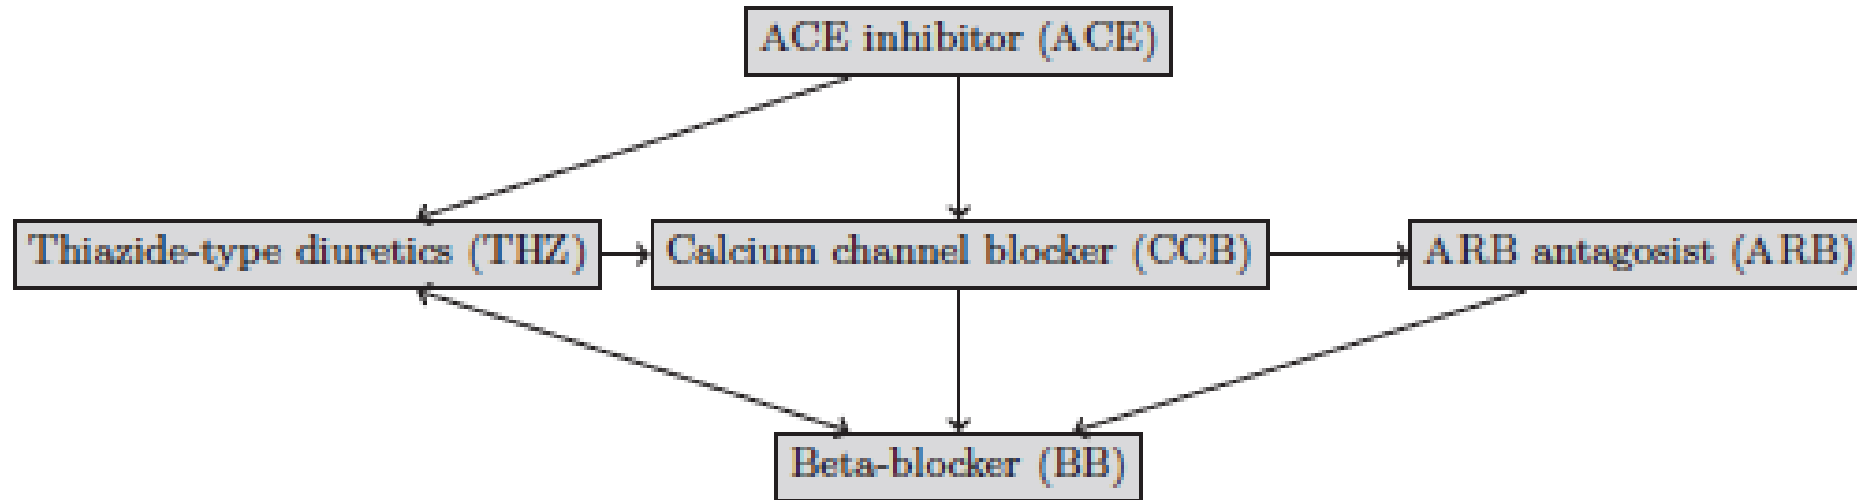 ACE inhibitor (ACE)
Thiazide-type diuretics (THZ)
Calcium channel blocker (CCB)
ARB antagosist (ARB)
Beta-blocker (BB)